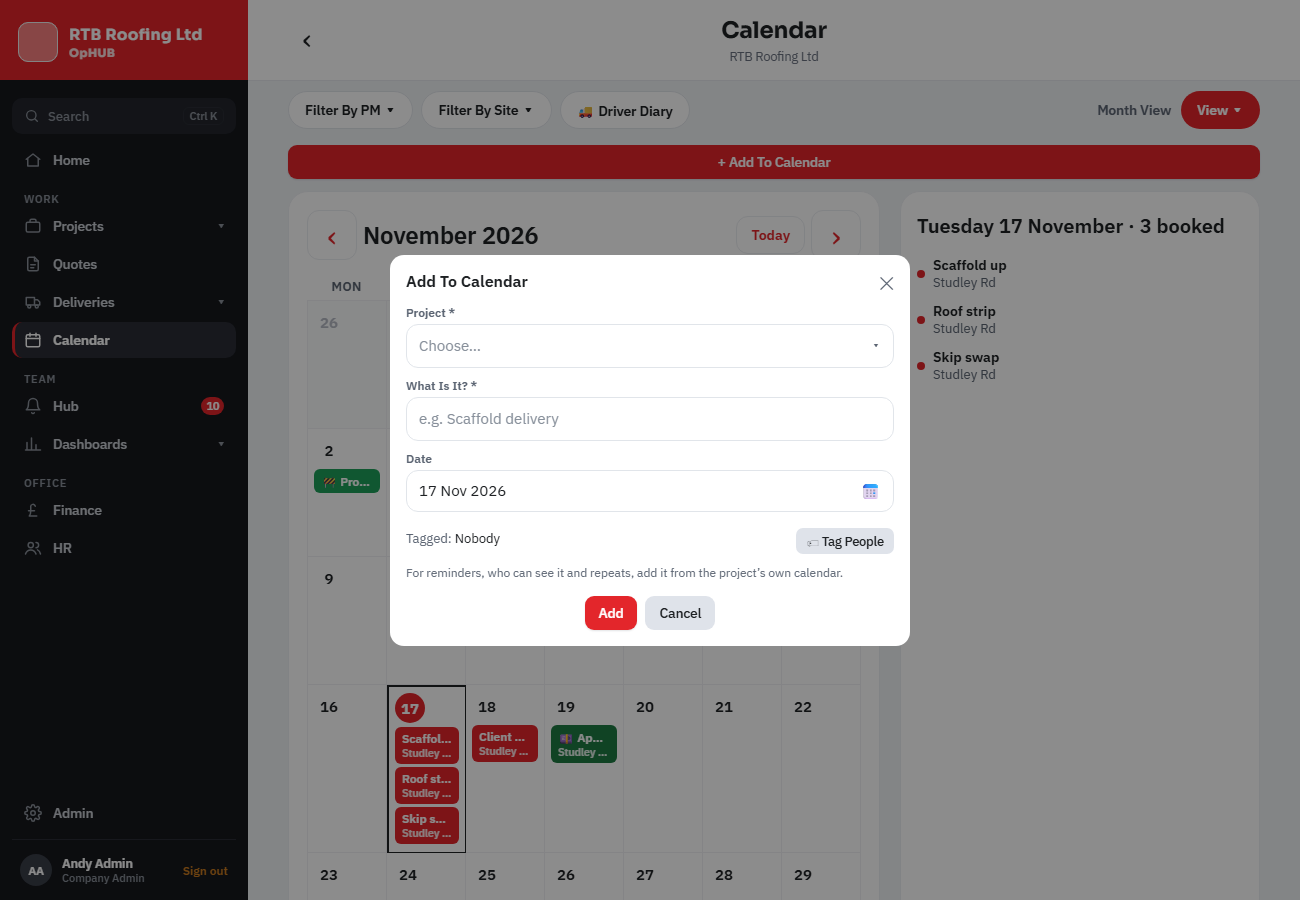 RTB Roofing Ltd
OpHUB
Search Ctrl K
Home
WORK
Projects
Quotes
Deliveries
Calendar
TEAM
Hub 10
Dashboards
OFFICE
Finance
HR
Admin
AA Andy Admin
Company Admin
Sign out
Calendar
RTB Roofing Ltd
Filter By PM Filter By Site Driver Diary
Month View View
+ Add To Calendar
November 2026 Today
MON
26
2
Pro...
9
16 17 18 19 20 21 22
Scaffol... Client ... Ap...
Studley ... Studley ... Studley ...
Roof st...
Studley ...
Skip s...
Studley ...
23 24 25 26 27 28 29
Tuesday 17 November · 3 booked
Scaffold up
Studley Rd
Roof strip
Studley Rd
Skip swap
Studley Rd
Add To Calendar
Project *
Choose...
What Is It? *
e.g. Scaffold delivery
Date
17 Nov 2026
Tagged: Nobody Tag People
For reminders, who can see it and repeats, add it from the project’s own calendar.
Add Cancel